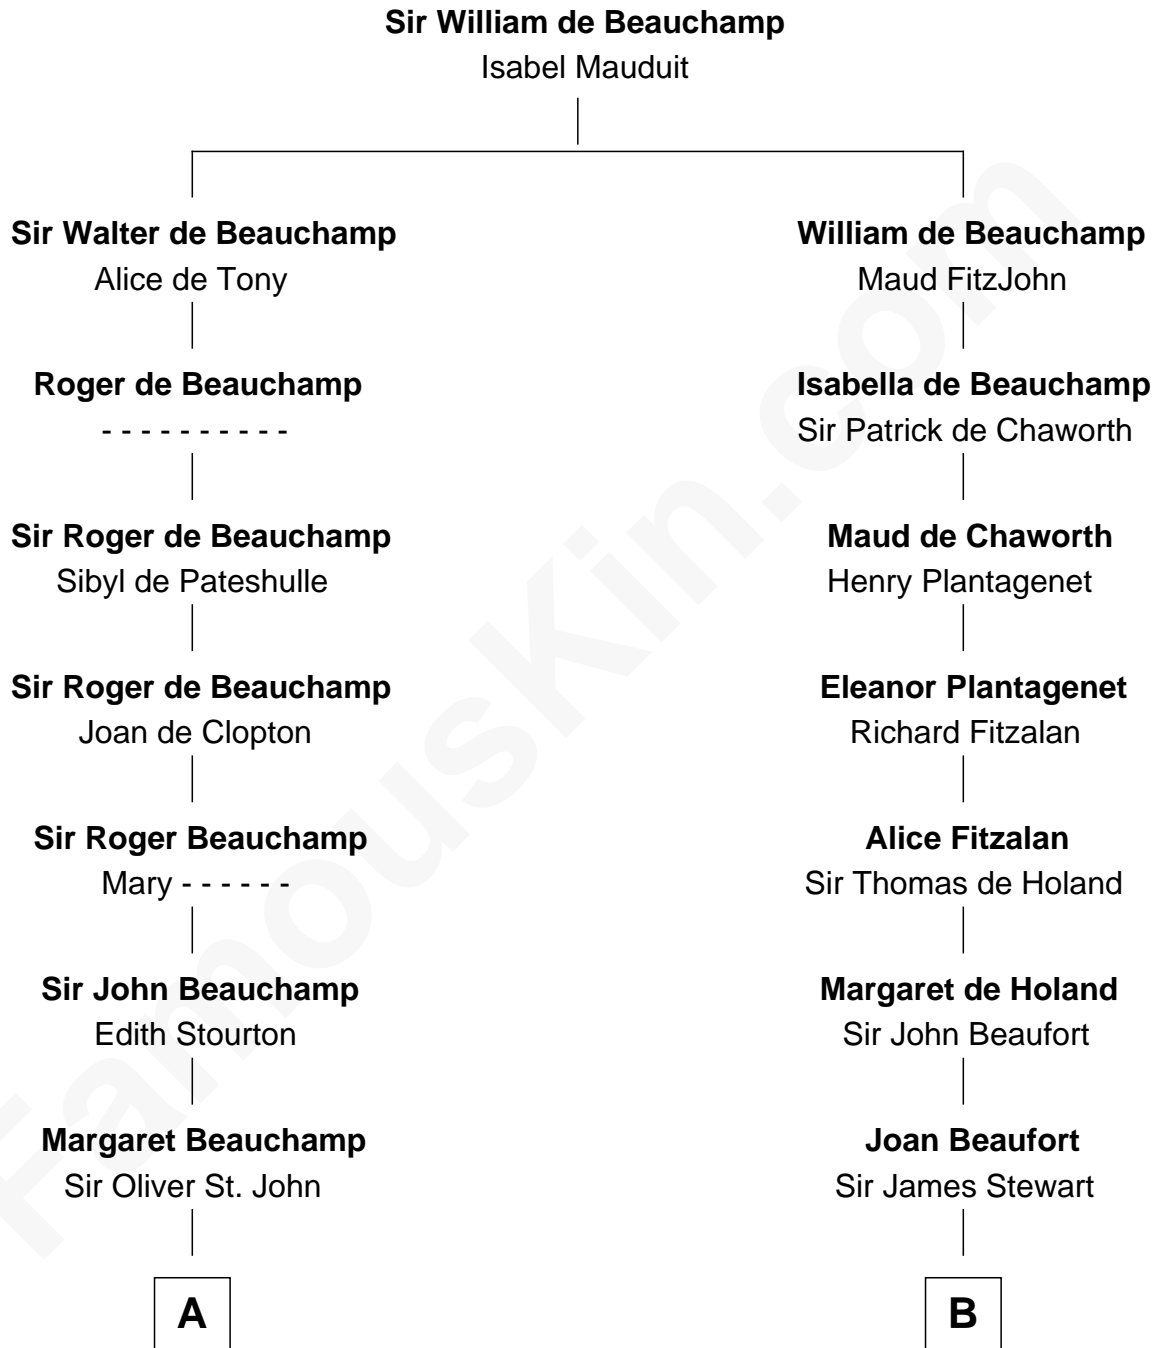 Sir William de Beauchamp
Isabel Mauduit
Sir Walter de Beauchamp
Alice de Tony
William de Beauchamp
Maud FitzJohn
Roger de Beauchamp
- - - - - - - - - -
Isabella de Beauchamp
Sir Patrick de Chaworth
Sir Roger de Beauchamp
Sibyl de Pateshulle
Maud de Chaworth
Henry Plantagenet
Sir Roger de Beauchamp
Joan de Clopton
Eleanor Plantagenet
Richard Fitzalan
Sir Roger Beauchamp
Mary - - - - - -
Alice Fitzalan
Sir Thomas de Holand
Sir John Beauchamp
Edith Stourton
Margaret de Holand
Sir John Beaufort
Margaret Beauchamp
Sir Oliver St. John
Joan Beaufort
Sir James Stewart
A
B
FamousKin.com